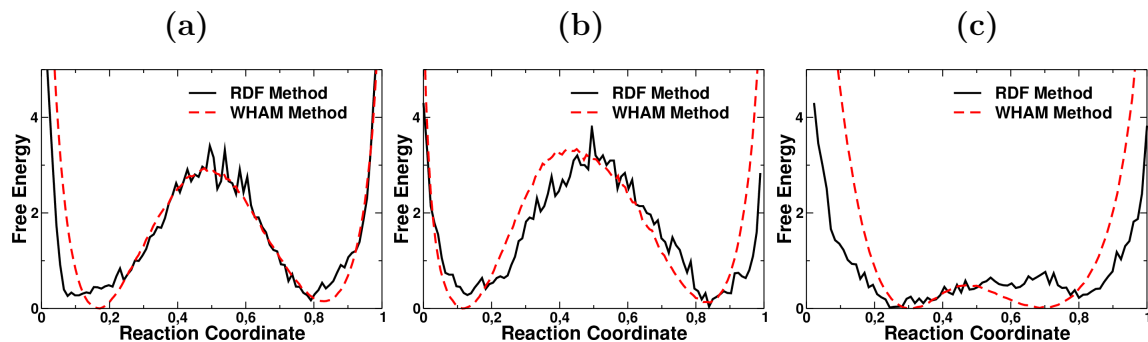 (a)
(b)
(c)
Free Energy
4
2
0
RDF Method
WHAM Method
0 0,2 0,4 0,6 0,8 1
Reaction Coordinate
Free Energy
4
2
0
RDF Method
WHAM Method
0 0,2 0,4 0,6 0,8 1
Reaction Coordinate
Free Energy
4
2
0
RDF Method
WHAM Method
0 0,2 0,4 0,6 0,8 1
Reaction Coordinate